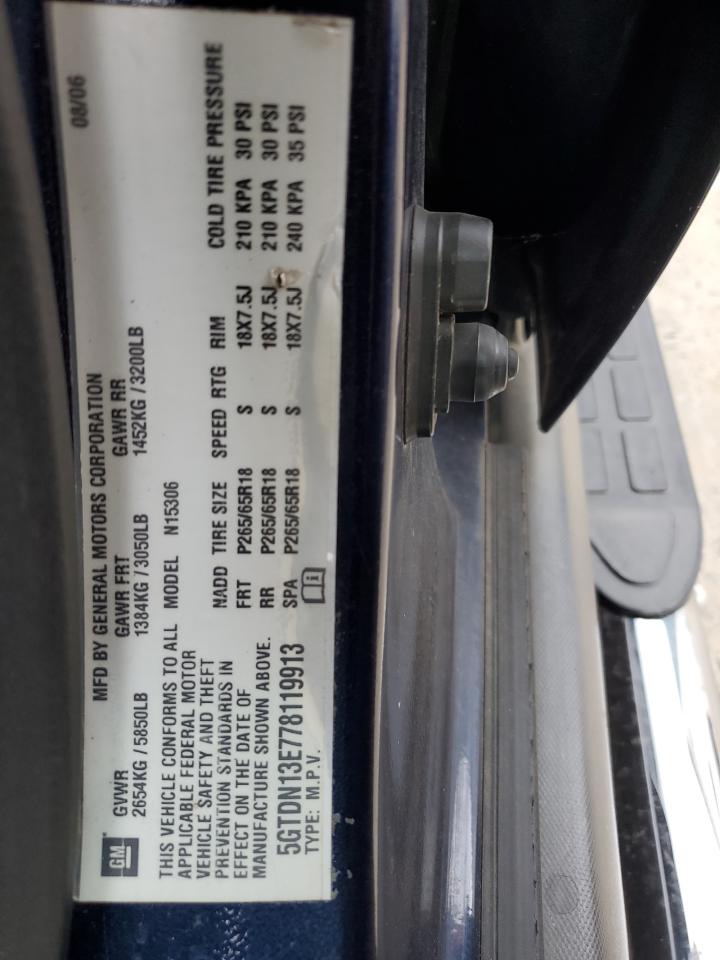 GM
MFD BY GENERAL MOTORS CORPORATION 08/06
GVWR GAWR FRT GAWR RR
2654KG / 5850LB 1384KG / 3050LB 1452KG / 3200LB
THIS VEHICLE CONFORMS TO ALL MODEL N15306
APPLICABLE FEDERAL MOTOR
VEHICLE SAFETY AND THEFT
PREVENTION STANDARDS IN
EFFECT ON THE DATE OF
MANUFACTURE SHOWN ABOVE.
5GTDN13E778119913
TYPE: M.P.V.
NADD TIRE SIZE SPEED RTG RIM COLD TIRE PRESSURE
FRT P265/65R18 S 18X7.5J 210 KPA 30 PSI
RR P265/65R18 S 18X7.5J 210 KPA 30 PSI
SPA P265/65R18 S 18X7.5J 240 KPA 35 PSI